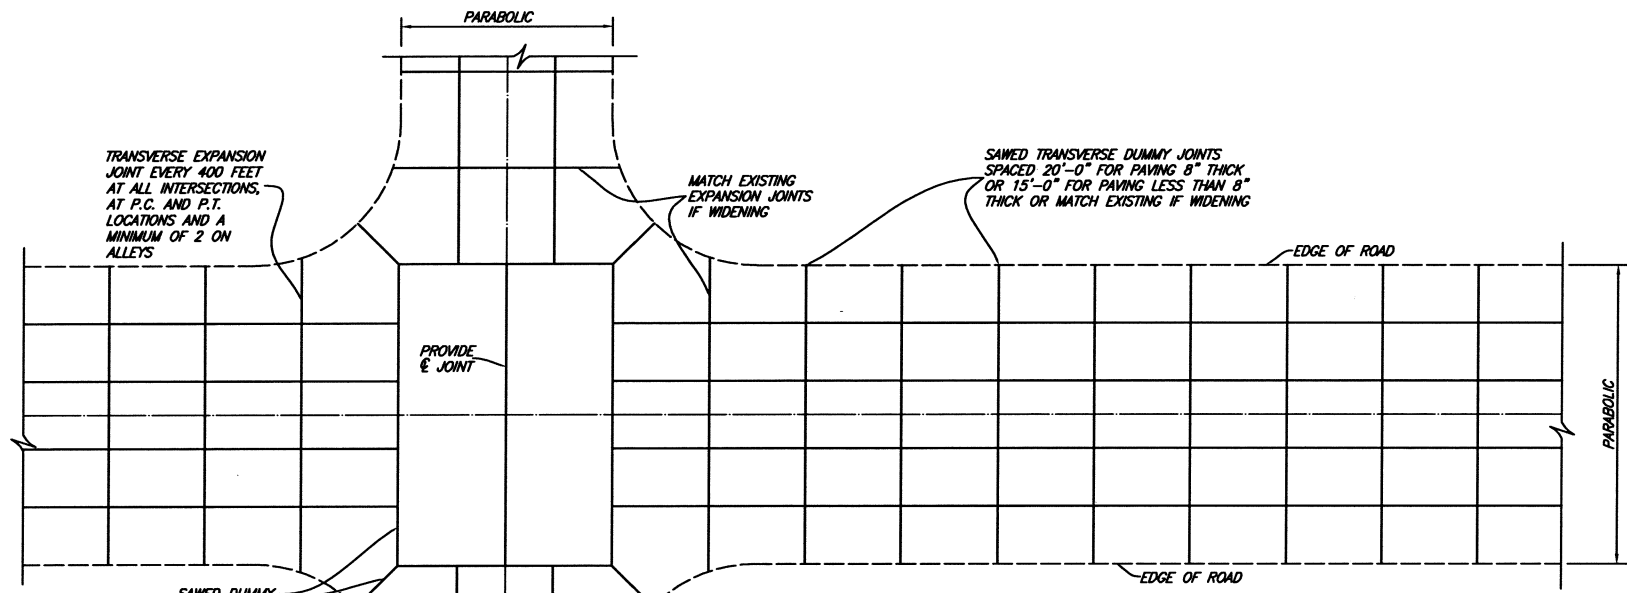 PARABOLIC
TRANSVERSE EXPANSION
JOINT EVERY 400 FEET
AT ALL INTERSECTIONS,
AT P.C. AND P.T.
LOCATIONS AND A
MINIMUM OF 2 ON
ALLEYS
MATCH EXISTING
EXPANSION JOINTS
IF WIDENING
SAWED TRANSVERSE DUMMY JOINTS
SPACED 20'-0" FOR PAVING 8" THICK
OR 15'-0" FOR PAVING LESS THAN 8"
THICK OR MATCH EXISTING IF WIDENING
EDGE OF ROAD
PROVIDE
℄ JOINT
PARABOLIC
EDGE OF ROAD
SAWED DUMMY